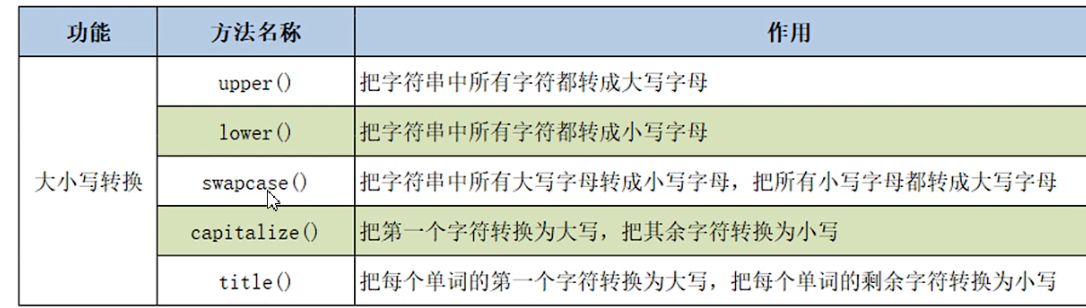 功能 方法名称 作用
upper() 把字符串中所有字符都转成大写字母
lower() 把字符串中所有字符都转成小写字母
大小写转换 swapcase() 把字符串中所有大写字母转成小写字母，把所有小写字母都转成大写字母
capitalize() 把第一个字符转换为大写，把其余字符转换为小写
title() 把每个单词的第一个字符转换为大写，把每个单词的剩余字符转换为小写